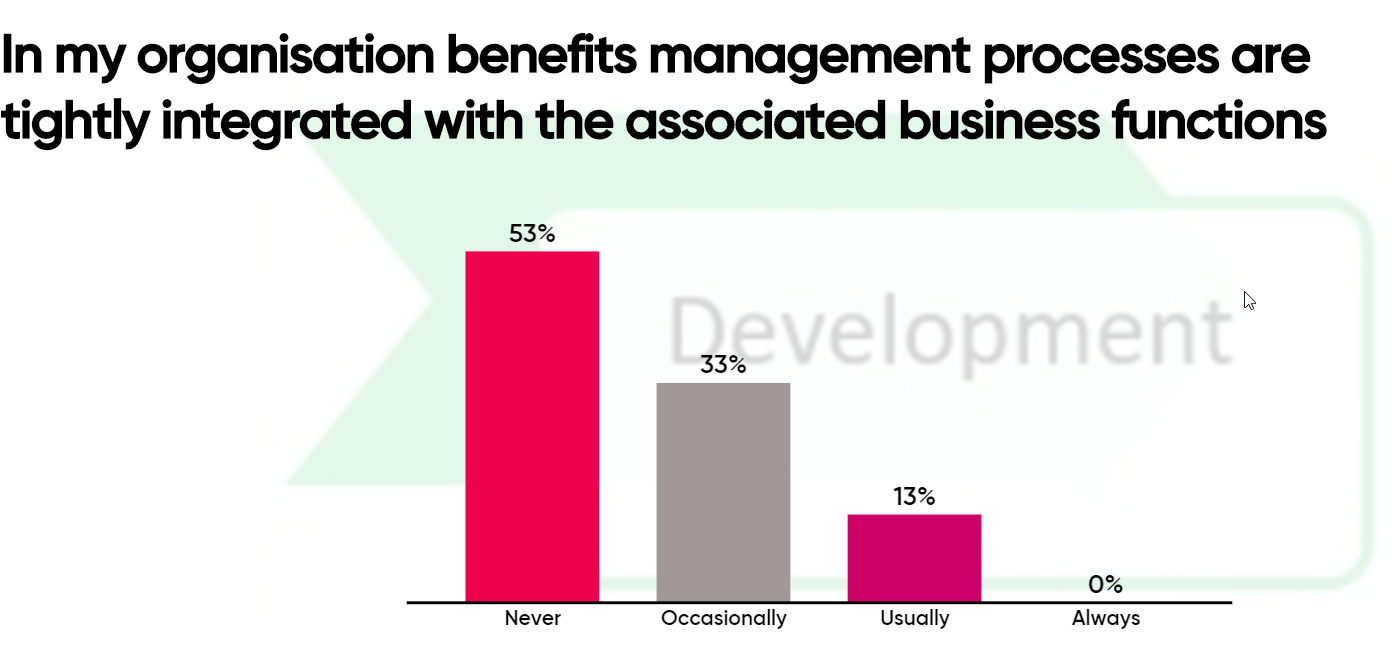 In my organisation benefits management processes are
tightly integrated with the associated business functions
53%
Development
33%
13%
0%
Never Occasionally Usually Always